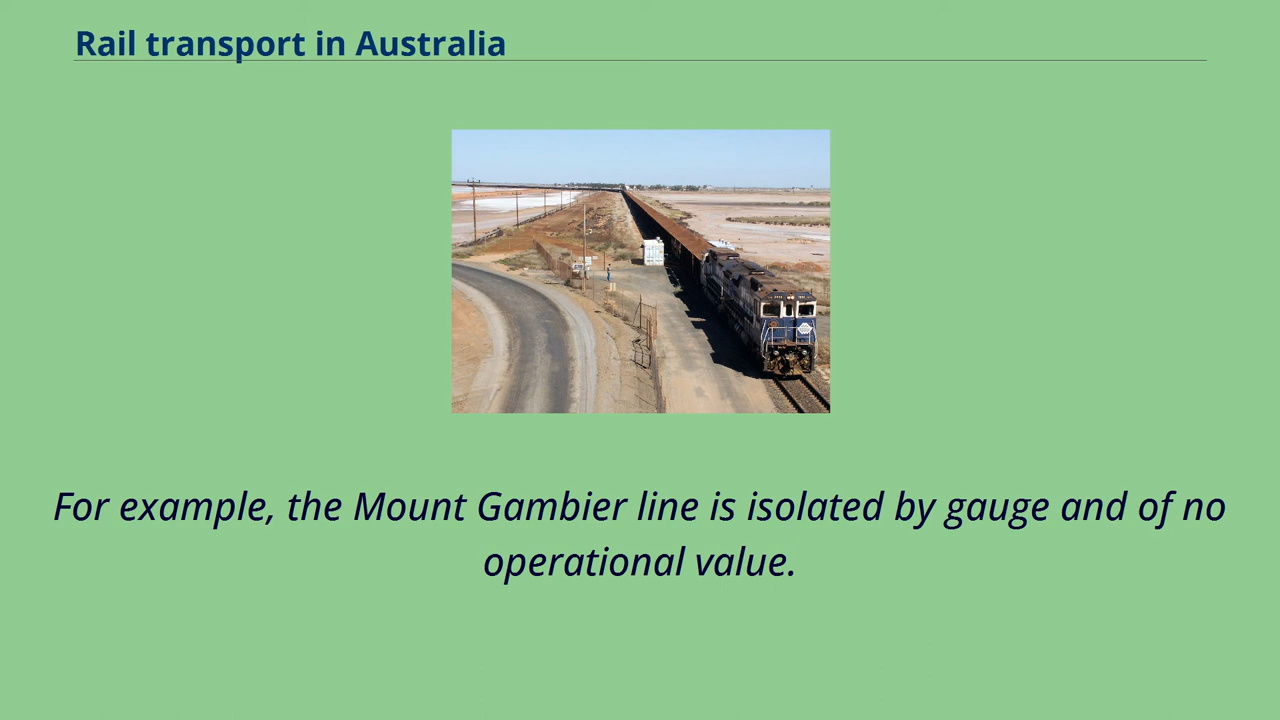 Rail transport in Australia
For example, the Mount Gambier line is isolated by gauge and of no
operational value.